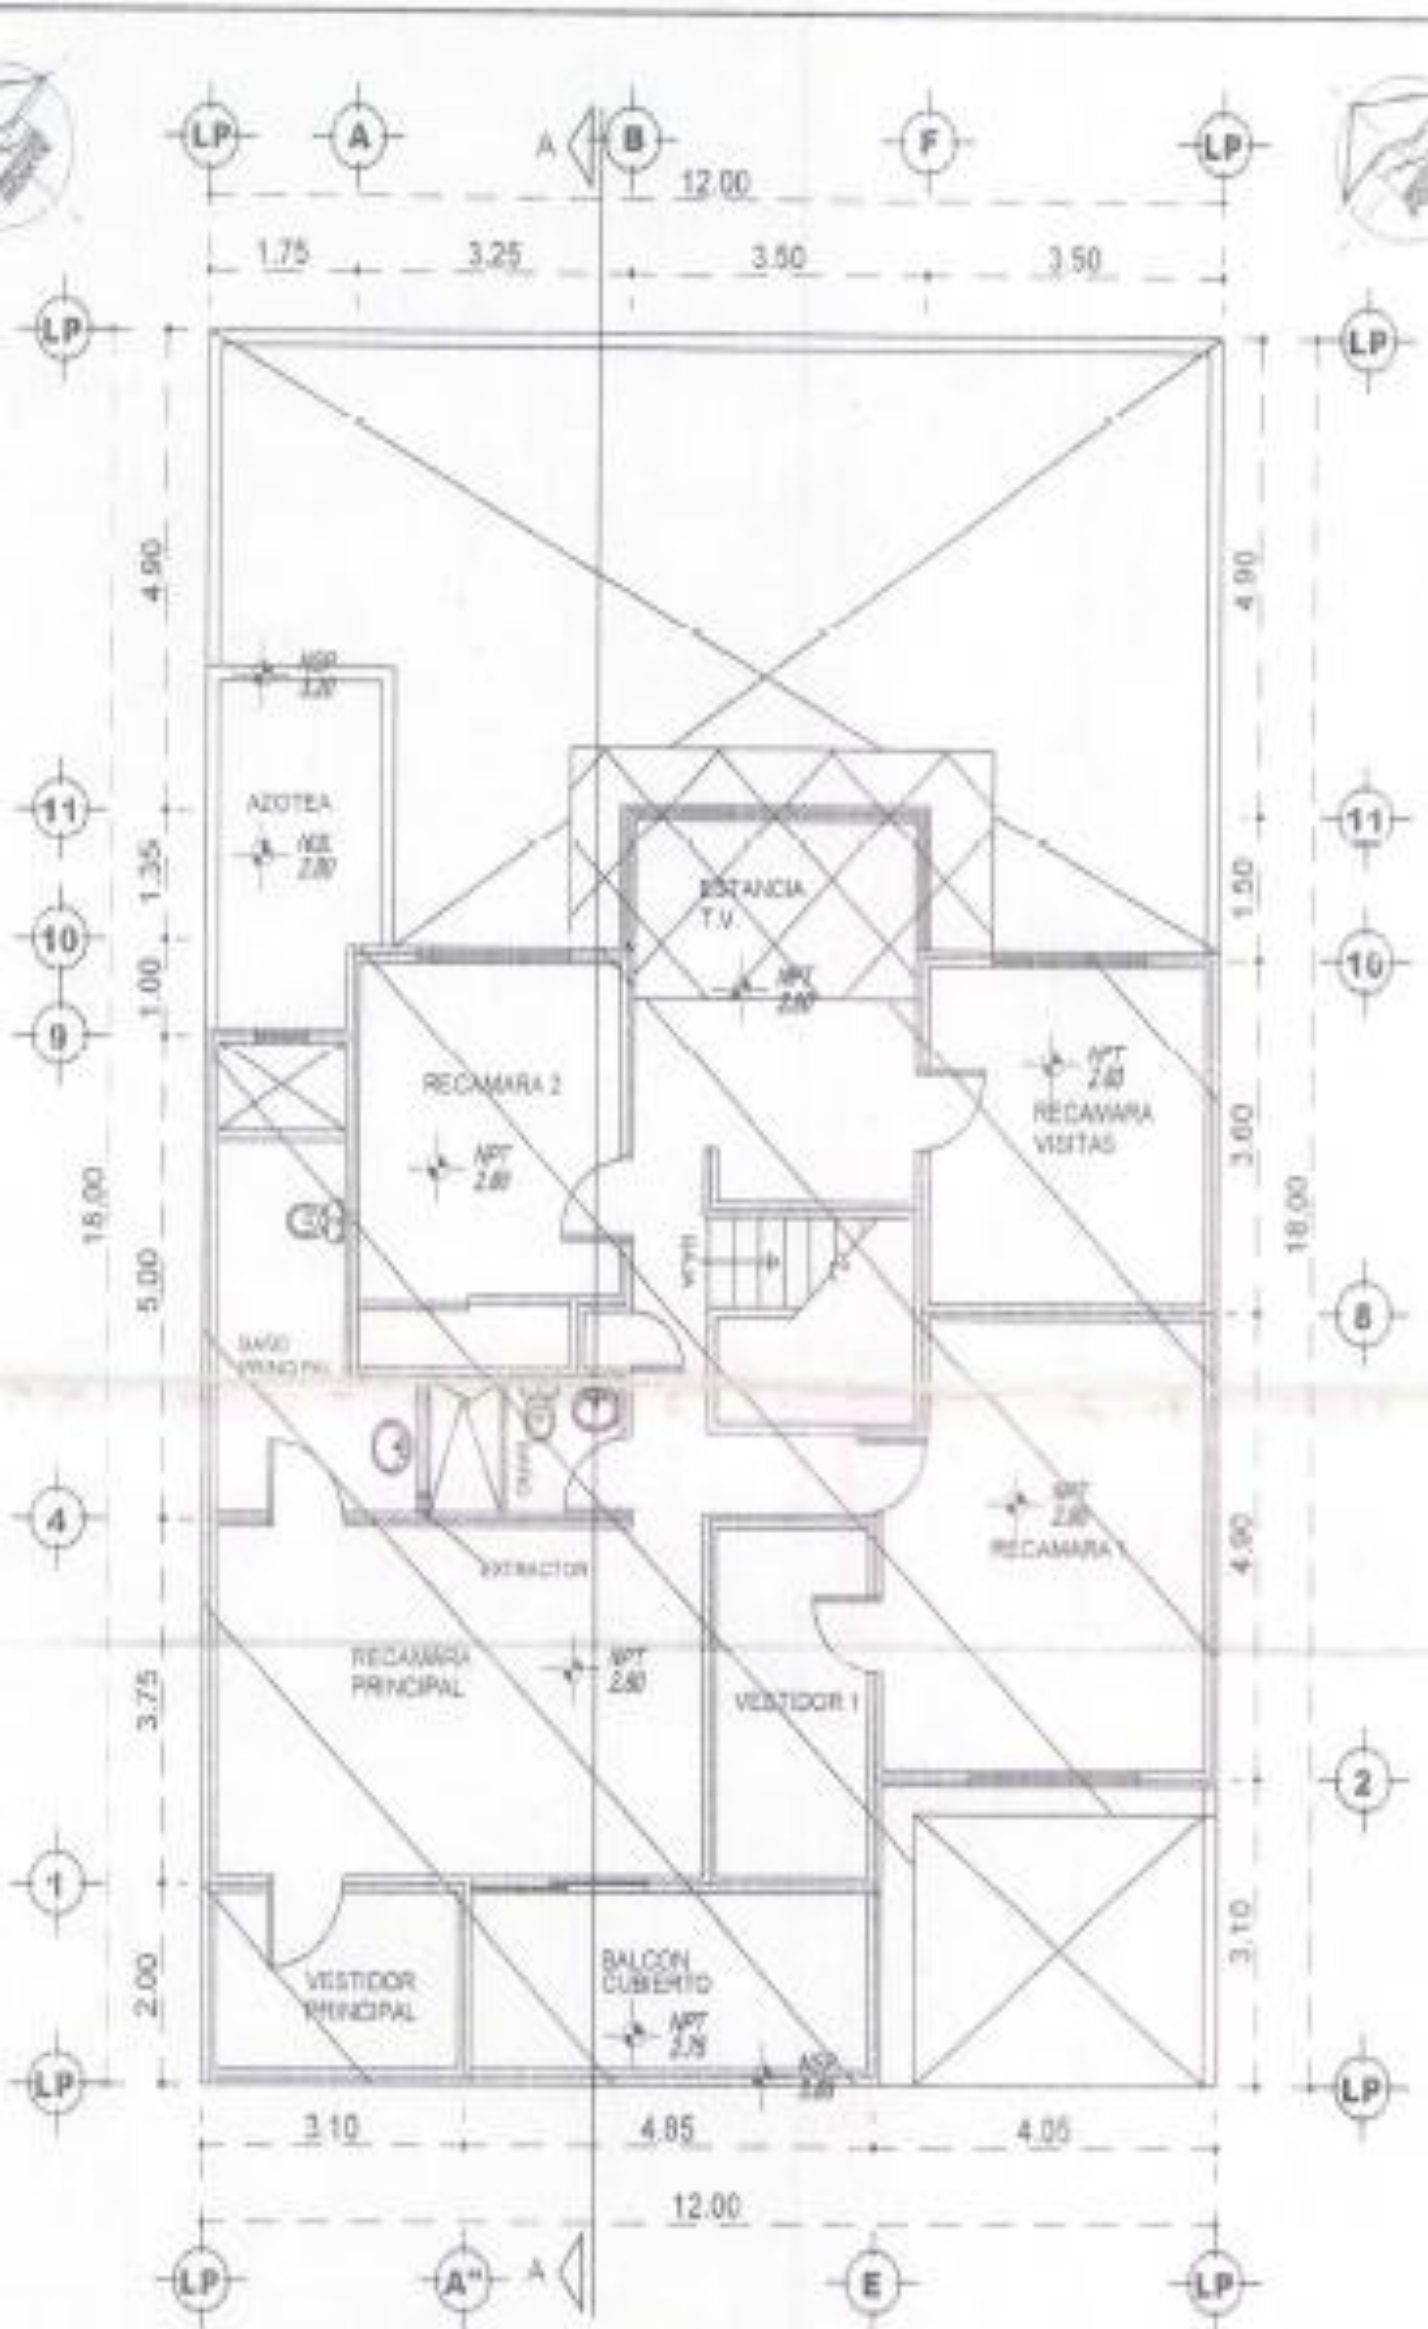 LP
A
A
B
F
LP
12.00
1.75
3.25
3.50
3.50
LP
LP
4.90
4.90
NSP
3.20
11
AZOTEA
11
1.35
2.80
ESTANCIA
T.V.
1.50
10
10
1.00
NPT
2.80
9
RECAMARA 2
NPT
2.80
RECAMARA
VISITAS
NPT
2.80
3.60
18.00
18.00
5.00
BAJA
8
BAÑO
PRINCIPAL
BAÑO
4
NPT
2.80
RECAMARA 1
4.90
EXTRACTOR
RECAMARA
PRINCIPAL
NPT
2.80
3.75
VESTIDOR 1
2
1
3.10
BALCON
CUBIERTO
VESTIDOR
PRINCIPAL
2.00
NPT
2.75
NSP
LP
LP
3.10
4.85
4.05
12.00
LP
A"
A
E
LP